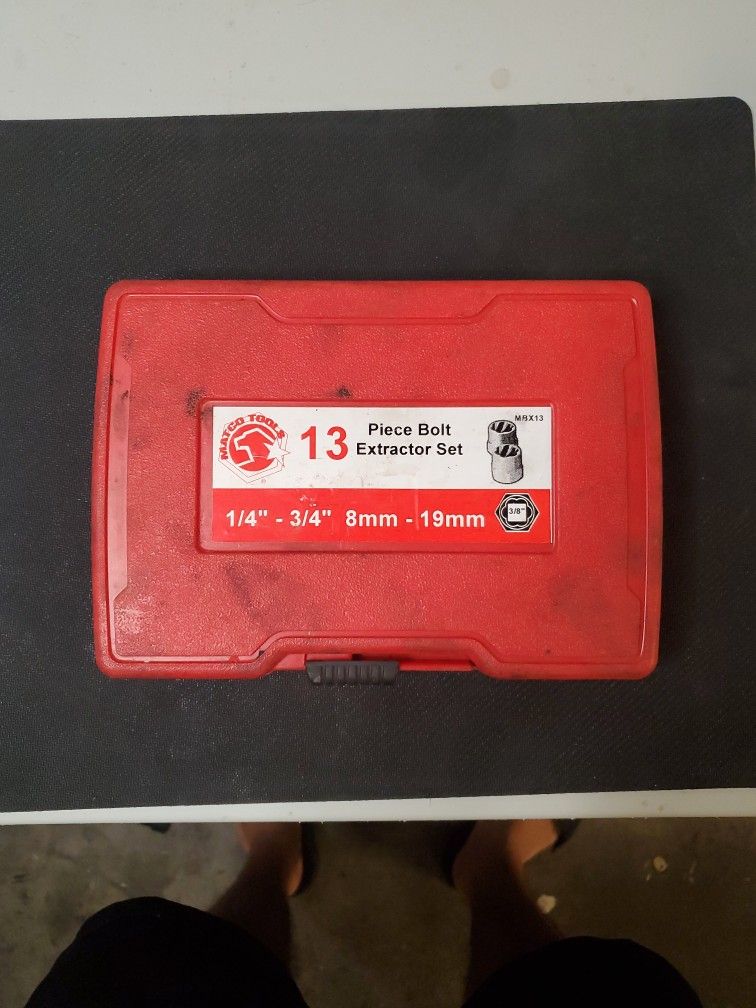 MATCO TOOLS
®
13
Piece Bolt
Extractor Set
MBX13
1/4" - 3/4" 8mm - 19mm
3/8"